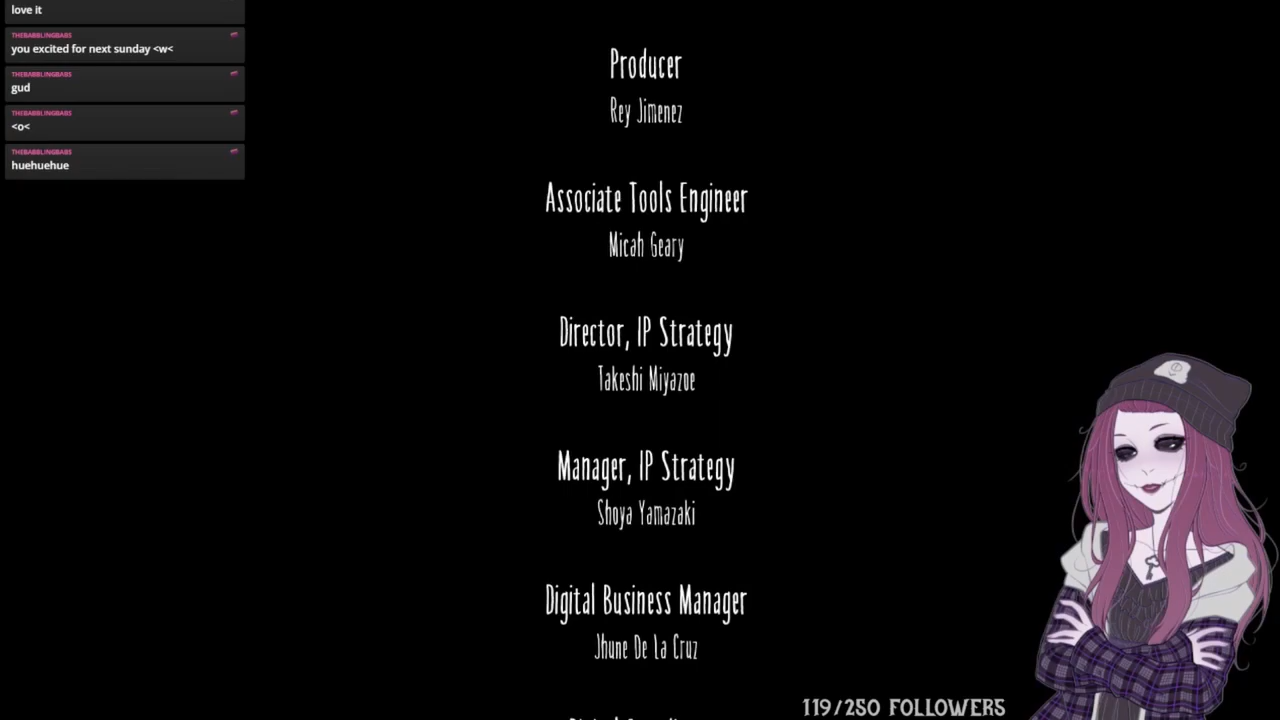 love it
THEBABBLINGBABS
you excited for next sunday <w<
THEBABBLINGBABS
gud
THEBABBLINGBABS
<o<
THEBABBLINGBABS
huehuehue
Producer
Rey Jimenez
Associate Tools Engineer
Micah Geary
Director, IP Strategy
Takeshi Miyazoe
Manager, IP Strategy
Shoya Yamazaki
Digital Business Manager
Jhune De La Cruz
119/250 FOLLOWERS